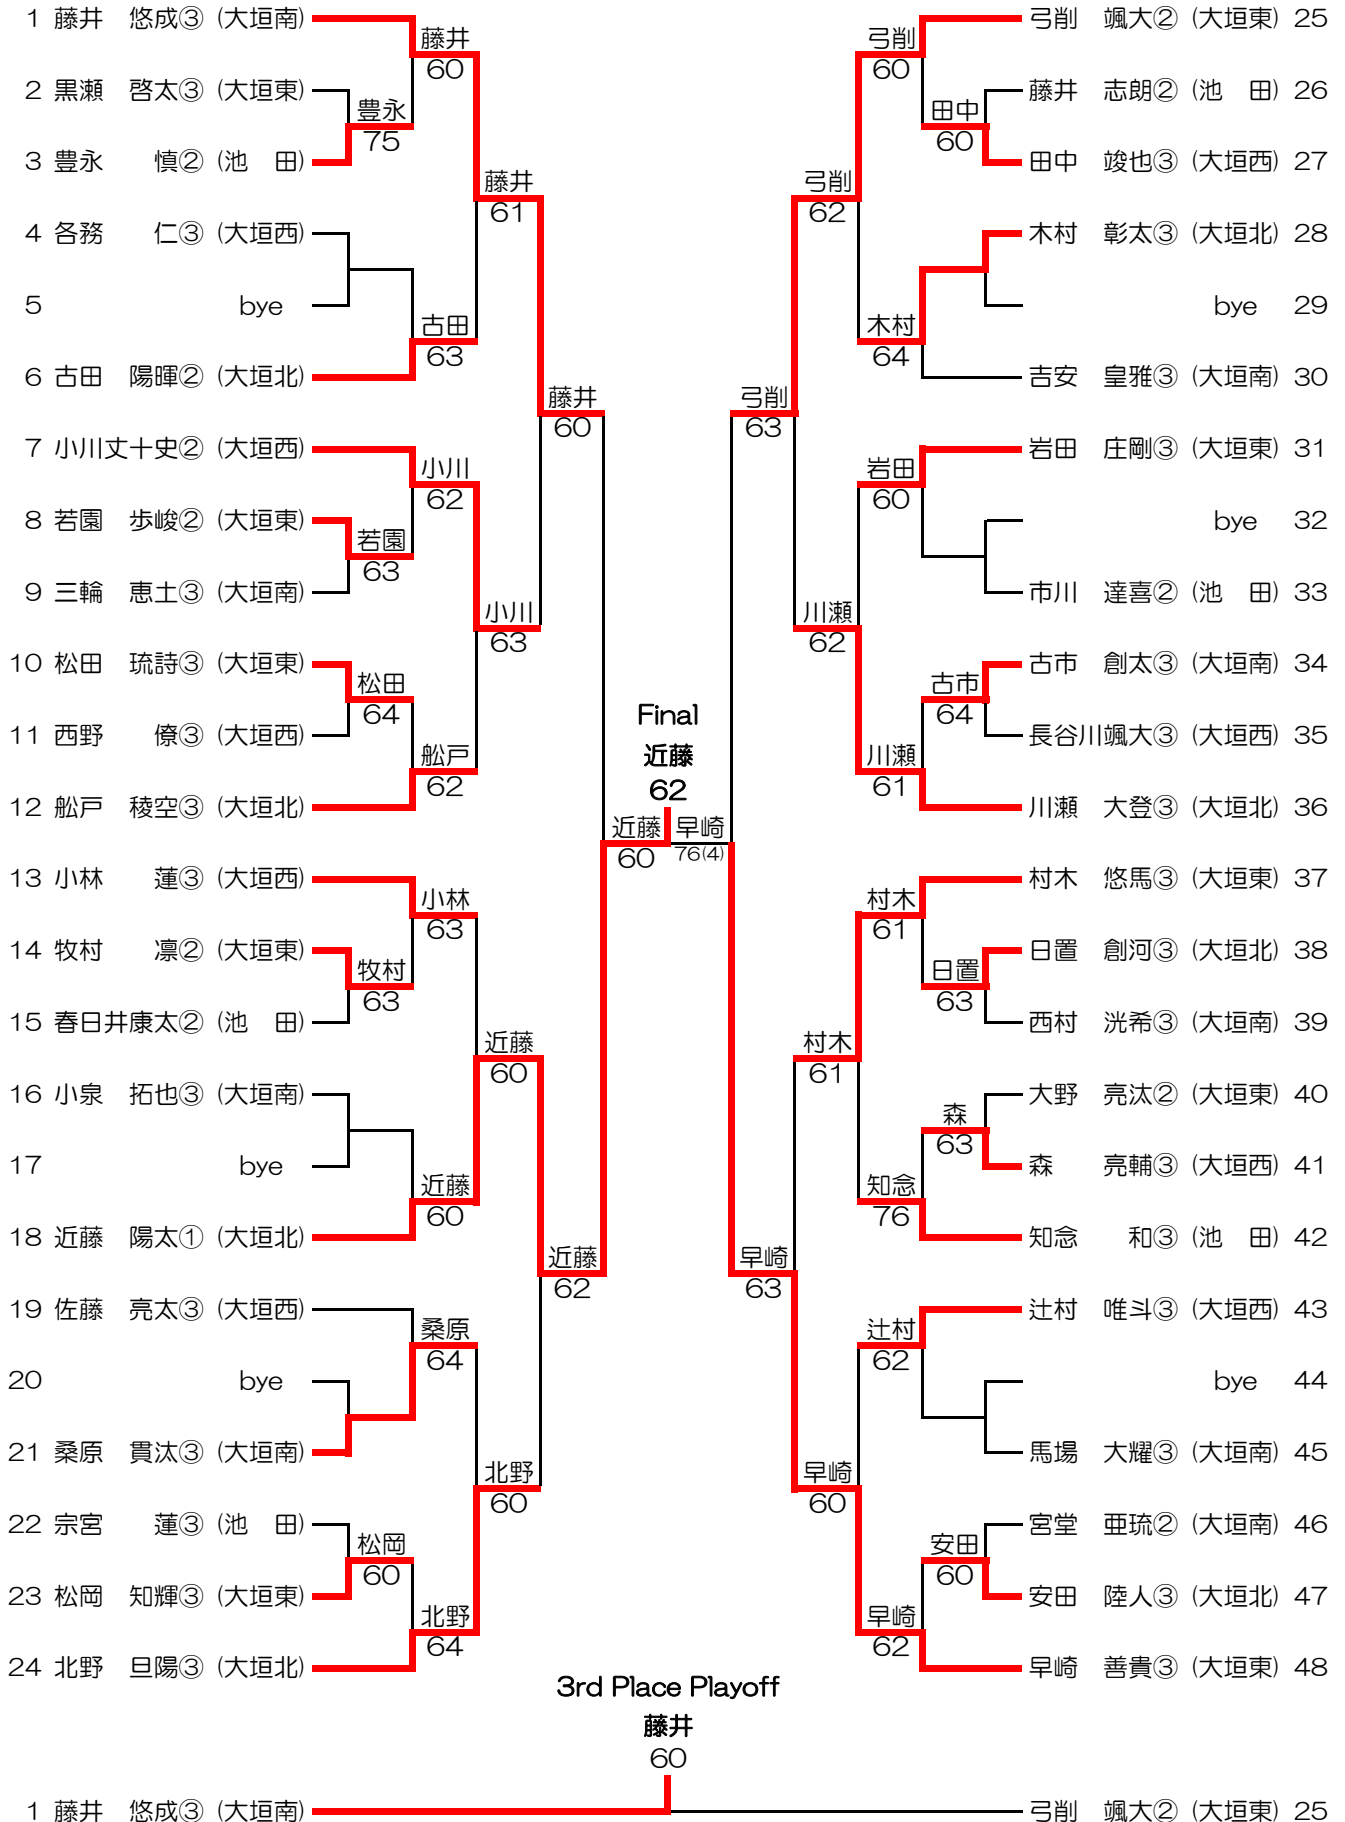 1 藤井　悠成③ (大垣南)
藤井
60
2 黒瀬　啓太③ (大垣東)
豊永
75
3 豊永　　慎② (池　田)
藤井
61
4 各務　　仁③ (大垣西)
5 bye
古田
63
6 古田　陽暉② (大垣北)
藤井
60
7 小川丈十史② (大垣西)
小川
62
8 若園　歩峻② (大垣東)
若園
63
9 三輪　恵土③ (大垣南)
小川
63
10 松田　琉詩③ (大垣東)
松田
64
11 西野　　僚③ (大垣西)
舩戸
62
12 舩戸　稜空③ (大垣北)
近藤
60
13 小林　　蓮③ (大垣西)
小林
63
14 牧村　　凛② (大垣東)
牧村
63
15 春日井康太② (池　田)
近藤
60
16 小泉　拓也③ (大垣南)
17 bye
近藤
60
18 近藤　陽太① (大垣北)
近藤
62
19 佐藤　亮太③ (大垣西)
桑原
64
20 bye
21 桑原　貫汰③ (大垣南)
北野
60
22 宗宮　　蓮③ (池　田)
松岡
60
23 松岡　知輝③ (大垣東)
北野
64
24 北野　旦陽③ (大垣北)
Final
近藤
62
弓削　颯大② (大垣東) 25
弓削
60
藤井　志朗② (池　田) 26
田中
60
田中　竣也③ (大垣西) 27
弓削
62
木村　彰太③ (大垣北) 28
bye 29
木村
64
吉安　皇雅③ (大垣南) 30
弓削
63
岩田　庄剛③ (大垣東) 31
岩田
60
bye 32
市川　達喜② (池　田) 33
川瀬
62
古市　創太③ (大垣南) 34
古市
64
長谷川颯大③ (大垣西) 35
川瀬
61
川瀬　大登③ (大垣北) 36
早崎
76(4)
村木　悠馬③ (大垣東) 37
村木
61
日置　創河③ (大垣北) 38
日置
63
西村　洸希③ (大垣南) 39
村木
61
大野　亮汰② (大垣東) 40
森
63
森　　亮輔③ (大垣西) 41
知念
76
知念　　和③ (池　田) 42
早崎
63
辻村　唯斗③ (大垣西) 43
辻村
62
bye 44
馬場　大耀③ (大垣南) 45
早崎
60
宮堂　亜琉② (大垣南) 46
安田
60
安田　陸人③ (大垣北) 47
早崎
62
早崎　善貴③ (大垣東) 48
3rd Place Playoff
藤井
60
1 藤井　悠成③ (大垣南)
弓削　颯大② (大垣東) 25